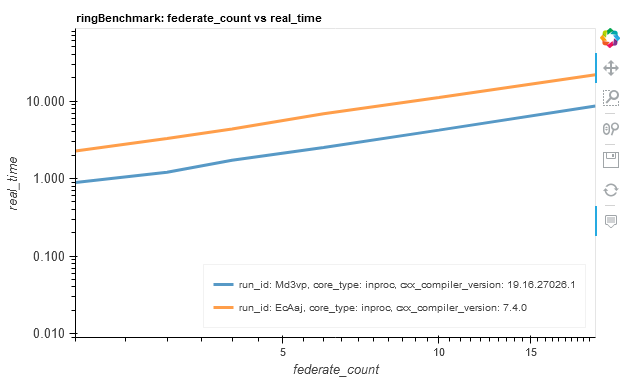 ringBenchmark: federate_count vs real_time
10.000
1.000
0.100
0.010
real_time
run_id: Md3vp, core_type: inproc, cxx_compiler_version: 19.16.27026.1
run_id: EcAaj, core_type: inproc, cxx_compiler_version: 7.4.0
5
10
15
federate_count